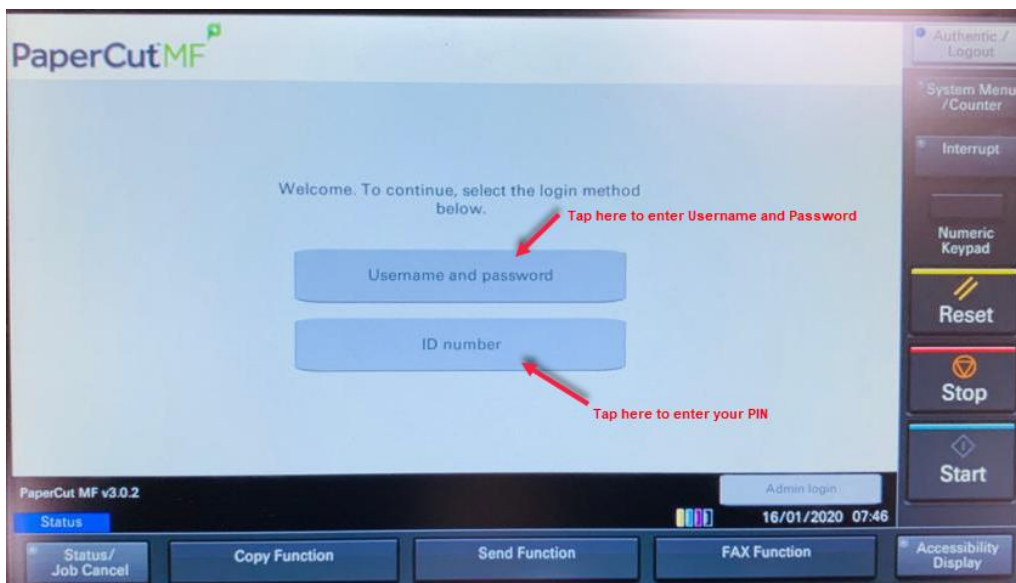 PaperCut MF
Authentic./
Logout
System Menu
/Counter
Interrupt
Welcome. To continue, select the login method
below.
Tap here to enter Username and Password
Numeric
Keypad
Username and password
Reset
ID number
Stop
Tap here to enter your PIN
Start
PaperCut MF v3.0.2
Admin login
Status
16/01/2020 07:46
Status/
Job Cancel
Copy Function
Send Function
FAX Function
Accessibility
Display